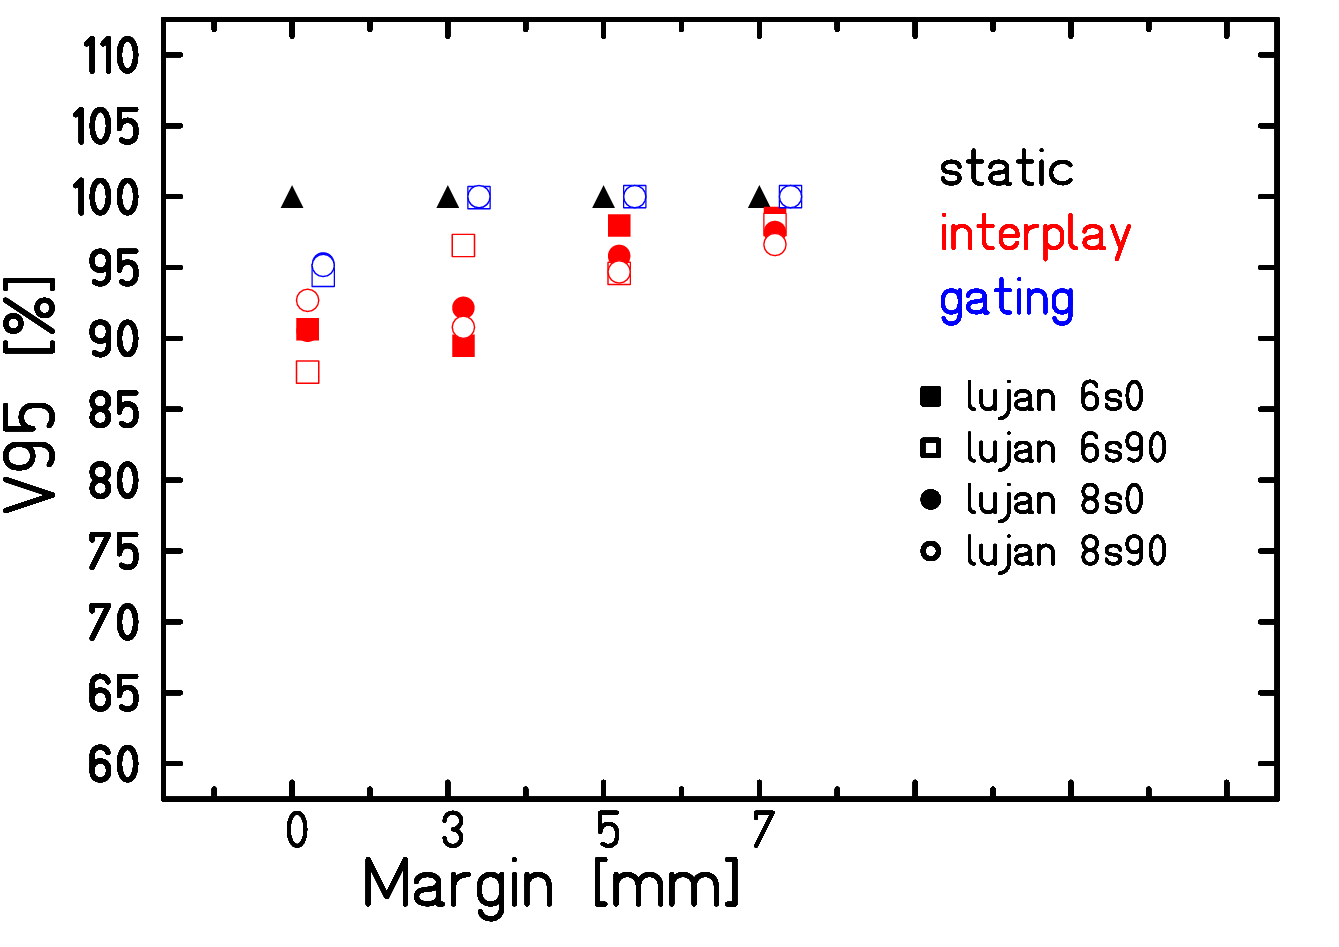 110
105
100
95
90
85
80
75
70
65
60
V95 [%]
0 3 5 7
Margin [mm]
static
interplay
gating
lujan 6s0
lujan 6s90
lujan 8s0
lujan 8s90